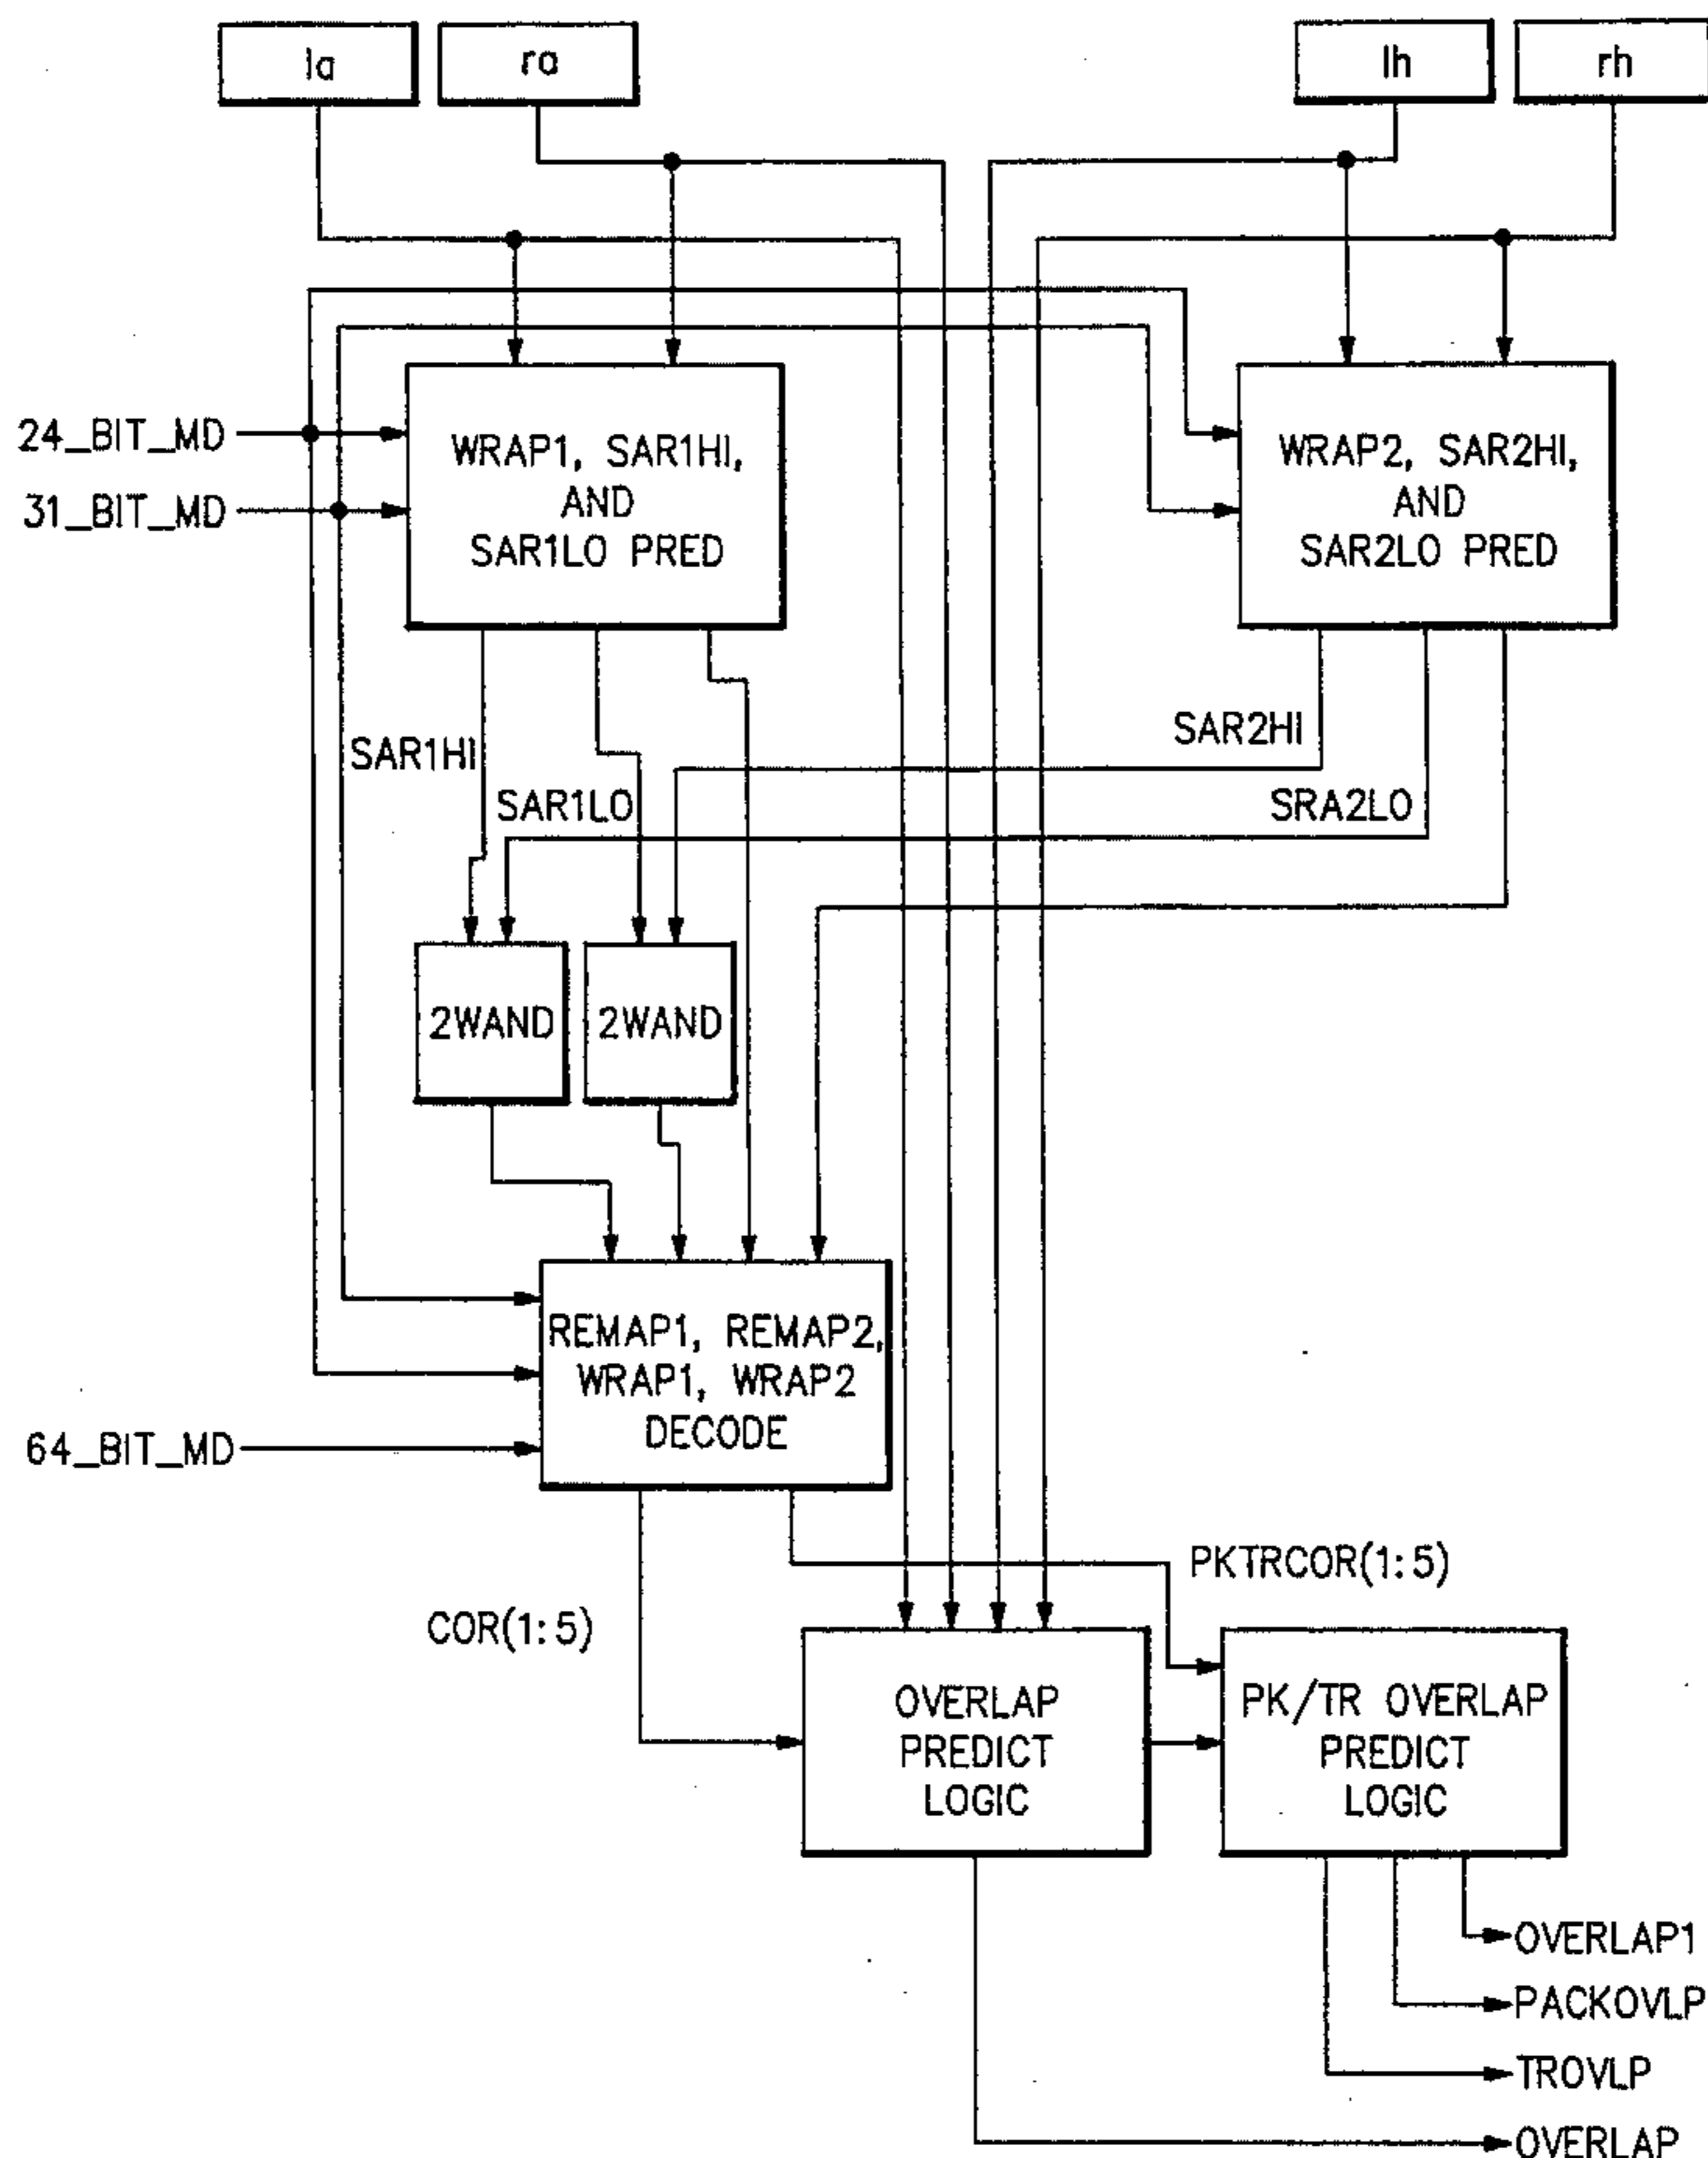 la
ra
lh
rh
24_BIT_MD
31_BIT_MD
WRAP1, SAR1HI,
AND
SAR1LO PRED
WRAP2, SAR2HI,
AND
SAR2LO PRED
SAR1HI
SAR1LO
SAR2HI
SRA2LO
2WAND
2WAND
REMAP1, REMAP2,
WRAP1, WRAP2
DECODE
64_BIT_MD
PKTRCOR(1:5)
COR(1:5)
OVERLAP
PREDICT
LOGIC
PK/TR OVERLAP
PREDICT
LOGIC
OVERLAP1
PACKOVLP
TROVLP
OVERLAP